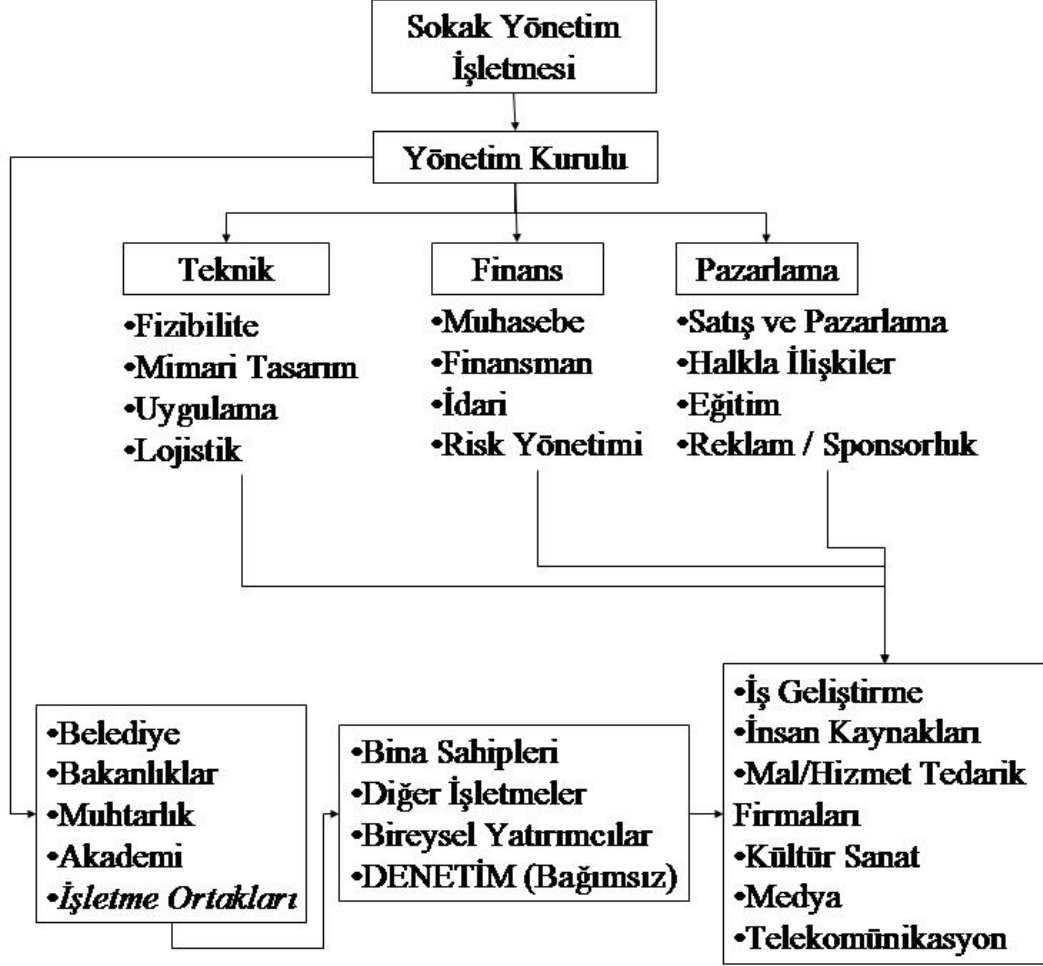 Sokak Yönetim
İşletmesi
Yönetim Kurulu
Teknik
•Fizibilite
•Mimari Tasarım
•Uygulama
•Lojistik
Finans
•Muhasebe
•Finansman
•İdari
•Risk Yönetimi
Pazarlama
•Satış ve Pazarlama
•Halkla İlişkiler
•Eğitim
•Reklam / Sponsorluk
•Belediye
•Bakanlıklar
•Muhtarlık
•Akademi
•İşletme Ortakları
•Bina Sahipleri
•Diğer İşletmeler
•Bireysel Yatırımcılar
•DENETİM (Bağımsız)
•İş Geliştirme
•İnsan Kaynakları
•Mal/Hizmet Tedarik
Firmaları
•Kültür Sanat
•Medya
•Telekomünikasyon